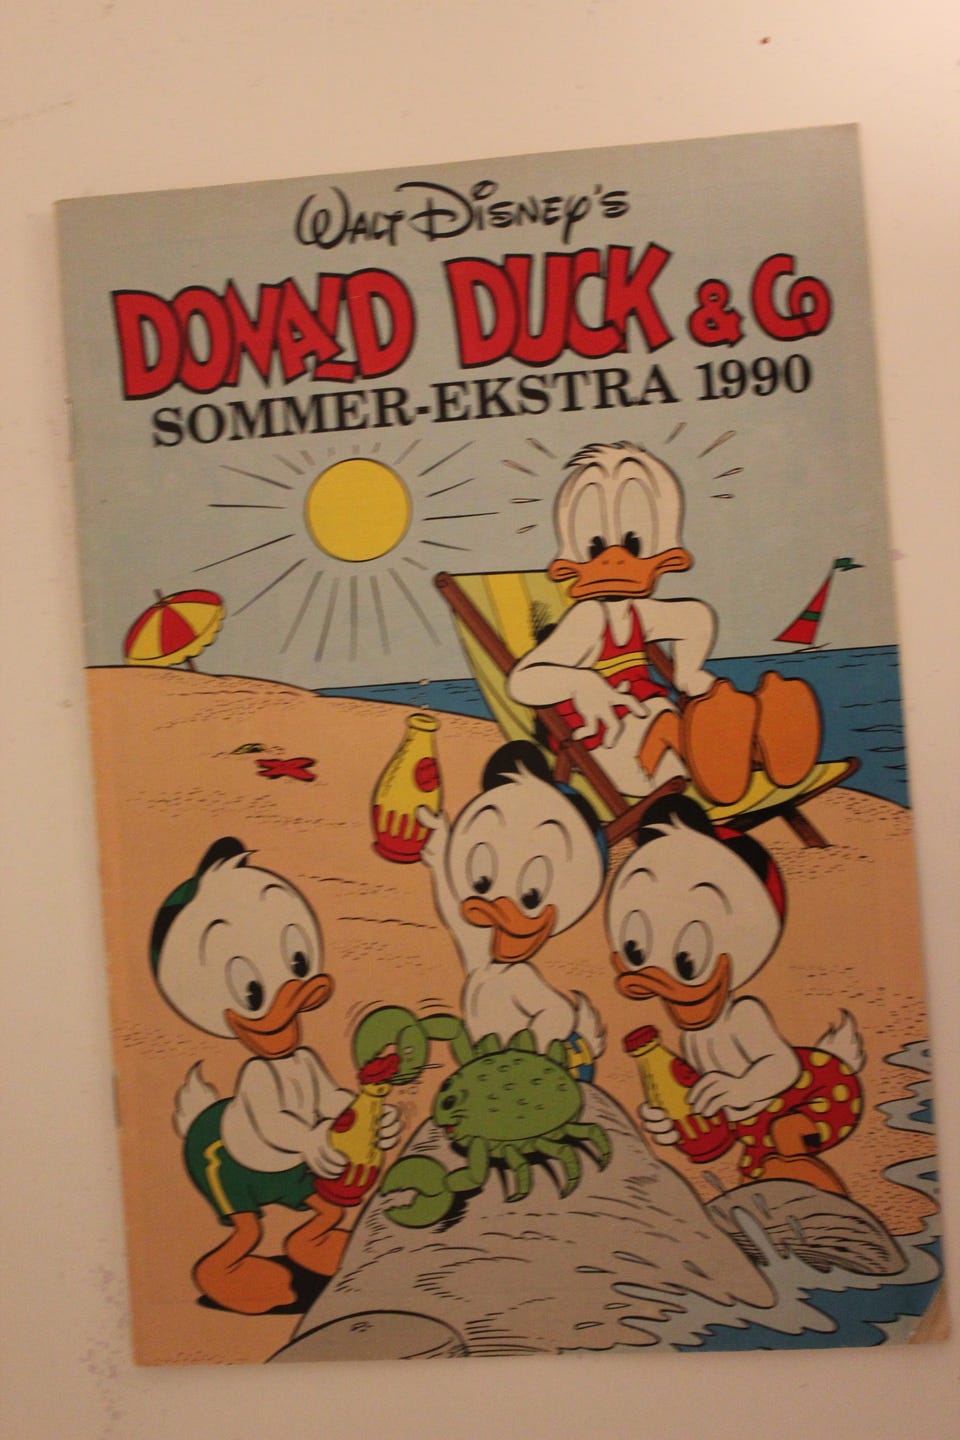 WALT DISNEY'S
DONALD DUCK & CO
SOMMER-EKSTRA 1990